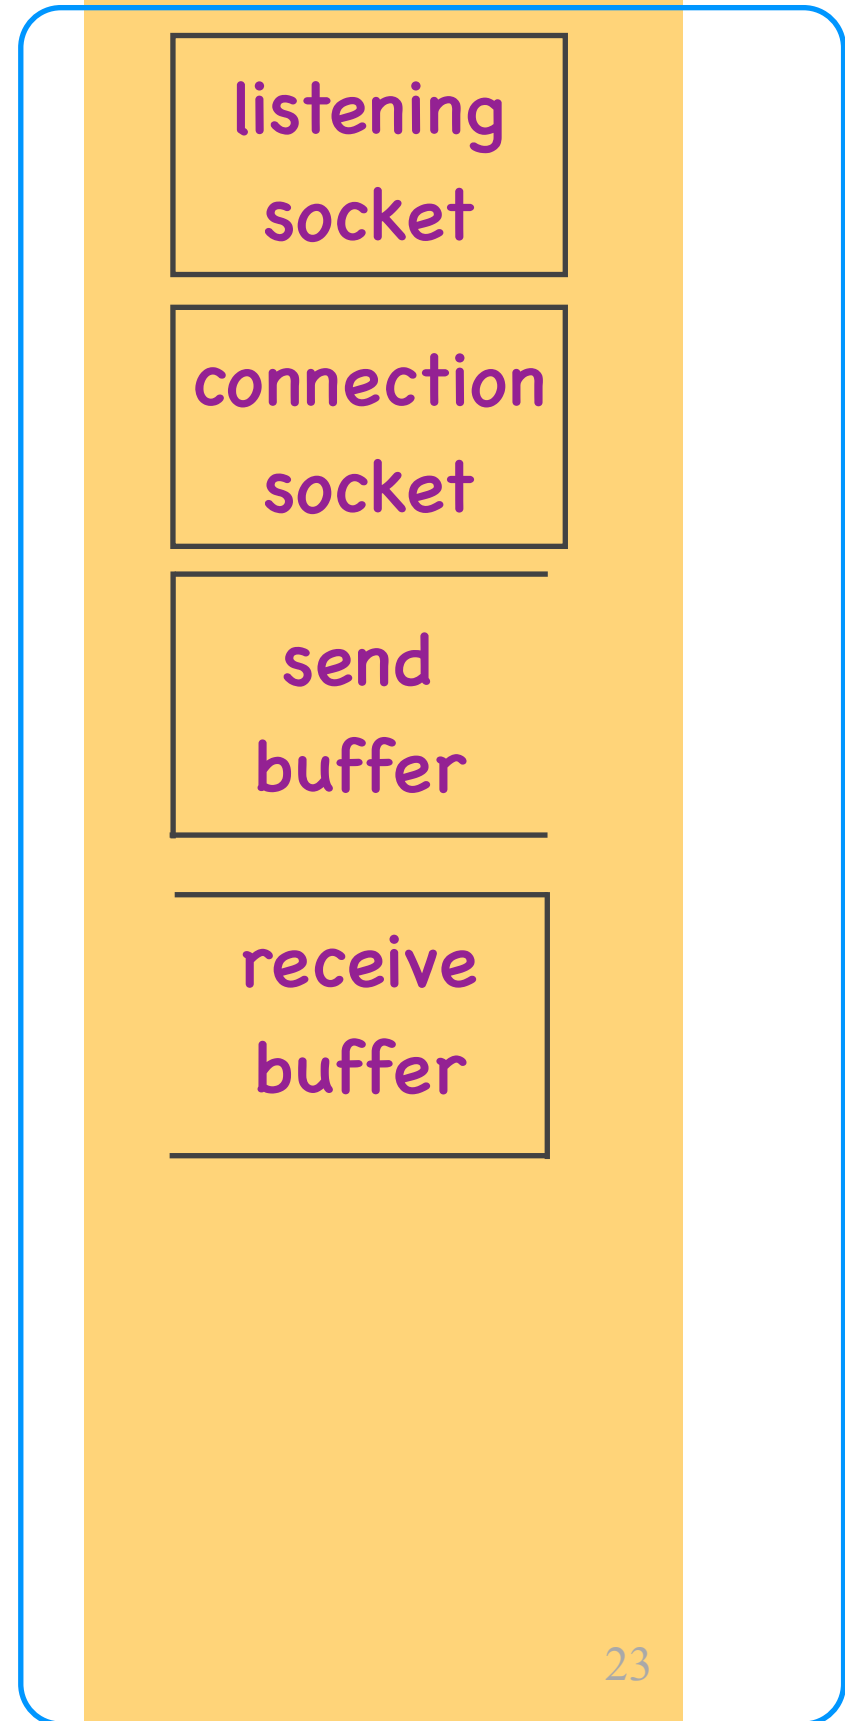 listening
socket
connection
socket
send
buffer
receive
buffer
23